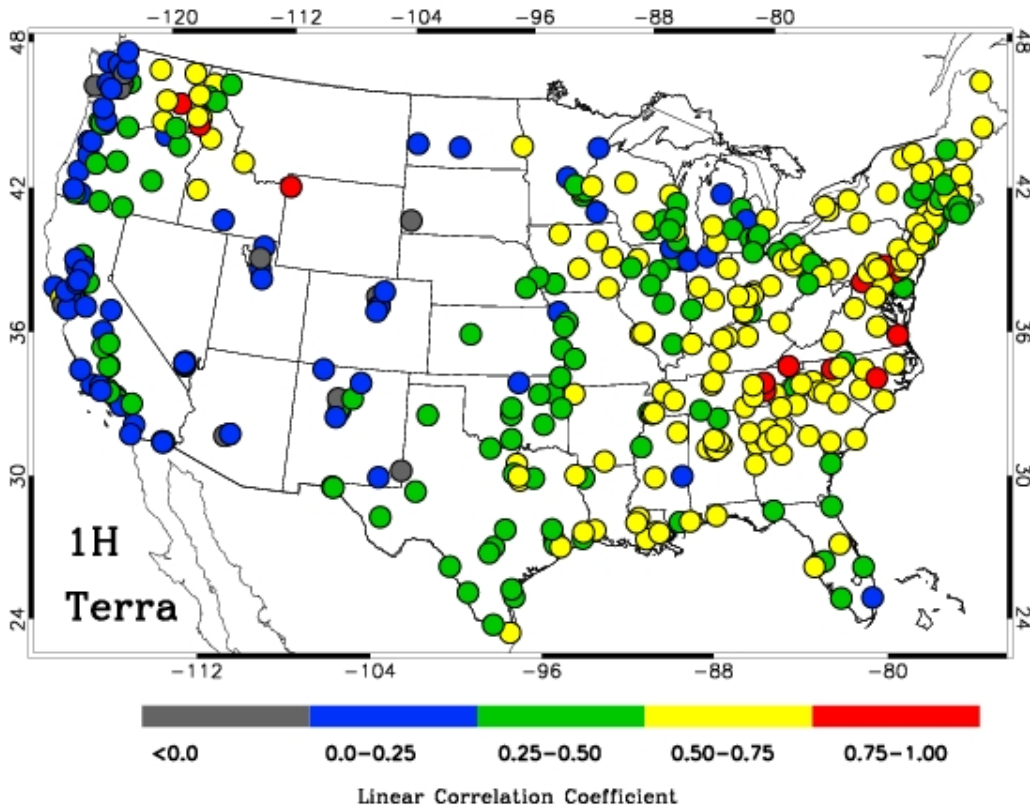 -120 -112 -104 -96 -88 -80
48 48
42 42
36 36
30 30
1H
Terra
24 24
-112 -104 -96 -88 -80
<0.0 0.0-0.25 0.25-0.50 0.50-0.75 0.75-1.00
Linear Correlation Coefficient